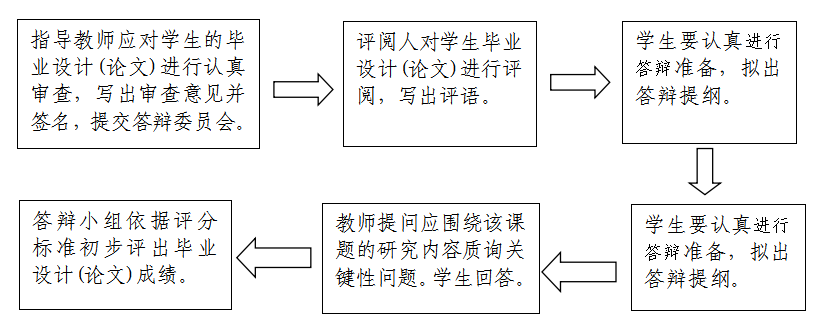 指导教师应对学生的毕
业设计(论文)进行认真
审查，写出审查意见并
签名，提交答辩委员会。
评阅人对学生毕业
设计(论文)进行评
阅，写出评语。
学生要认真进行
答辩准备，拟出
答辩提纲。
学生要认真进行
答辩准备，拟出
答辩提纲。
教师提问应围绕该课
题的研究内容质询关
键性问题。学生回答。
答辩小组依据评分
标准初步评出毕业
设计(论文)成绩。